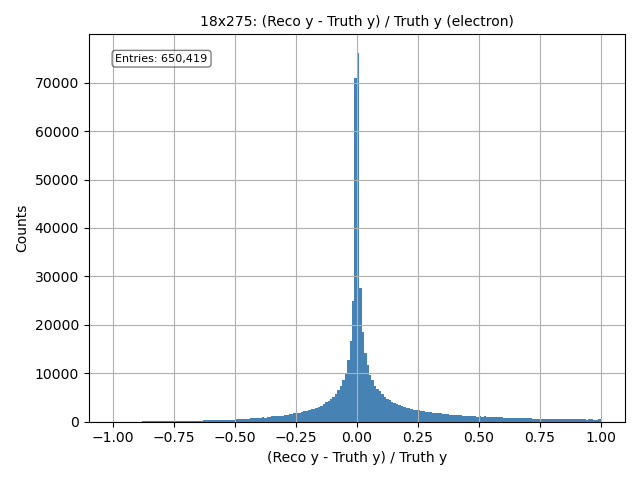 18x275: (Reco y - Truth y) / Truth y (electron)
Entries: 650,419
Counts
70000
60000
50000
40000
30000
20000
10000
0
−1.00 −0.75 −0.50 −0.25 0.00 0.25 0.50 0.75 1.00
(Reco y - Truth y) / Truth y